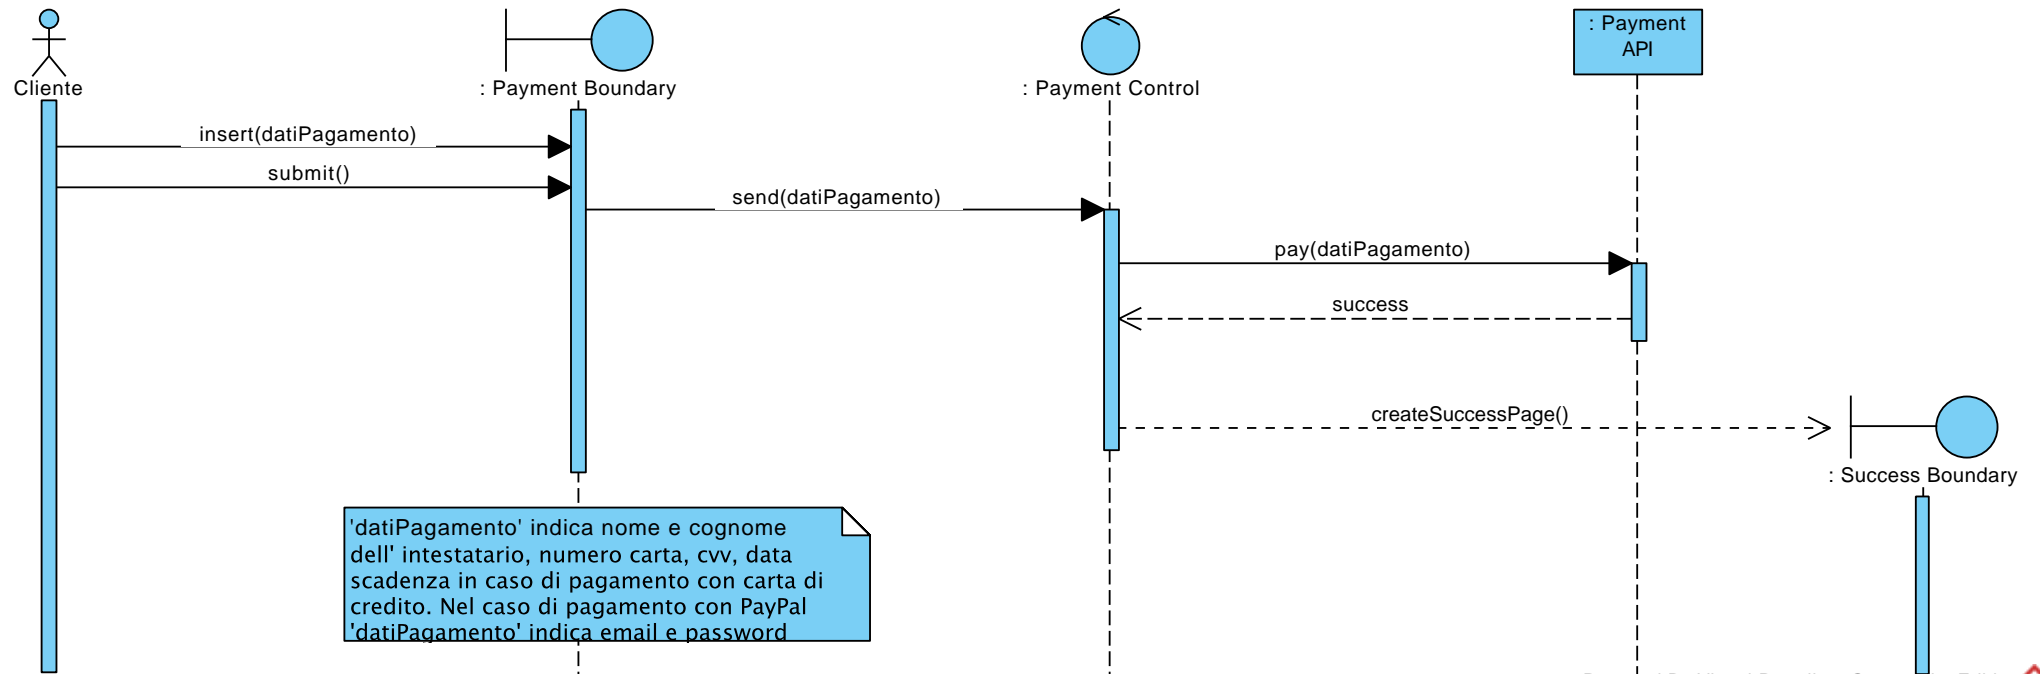 : Payment
API
Cliente
: Payment Boundary
: Payment Control
insert(datiPagamento)
submit()
send(datiPagamento)
pay(datiPagamento)
success
createSuccessPage()
: Success Boundary
'datiPagamento' indica nome e cognome
dell' intestatario, numero carta, cvv, data
scadenza in caso di pagamento con carta di
credito. Nel caso di pagamento con PayPal
'datiPagamento' indica email e password